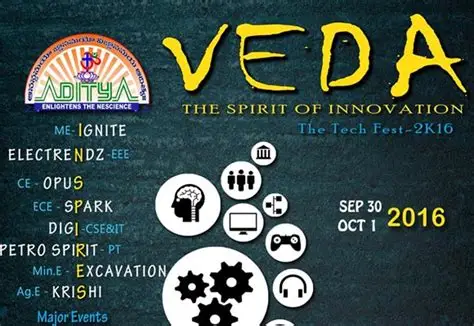 ADITYA
ENLIGHTENS THE NESCIENCE
VEDA
THE SPIRIT OF INNOVATION
The Tech Fest-2K16
ME- IGNITE
ELECTRENDZ-EEE
CE - OPUS
ECE - SPARK
DIGI-CSE&IT
PETRO SPIRIT- PT
Min.E - EXCAVATION
Ag.E - KRISHI
Major Events
SEP 30
OCT 1
2016